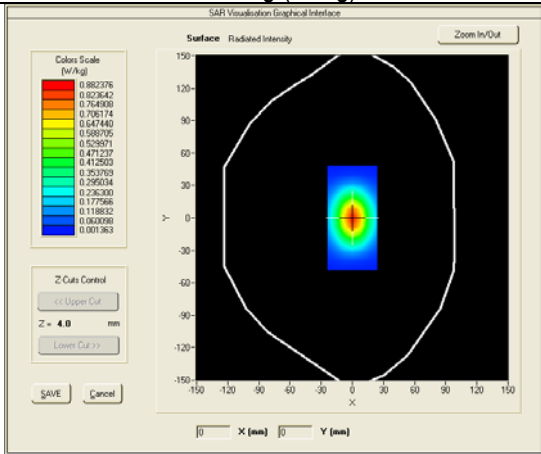 SAR Visualisation Graphical Interface
Surface Radiated Intensity
Zoom In/Out
Colors Scale
(W/kg)
0.882376
0.823642
0.764908
0.706174
0.647440
0.588705
0.529971
0.471237
0.412503
0.353769
0.295034
0.236300
0.177566
0.118832
0.060098
0.001363
150-
120-
90-
60-
30-
Y 0-
-30-
-60-
-90-
-120-
-150-
-150 -120 -90 -60 -30 0 30 60 90 120 150
X
Z-Cuts Control
<< Upper Cut
Z = 4.0 mm
Lower Cut >>
SAVE Cancel
0 X (mm) 0 Y (mm)